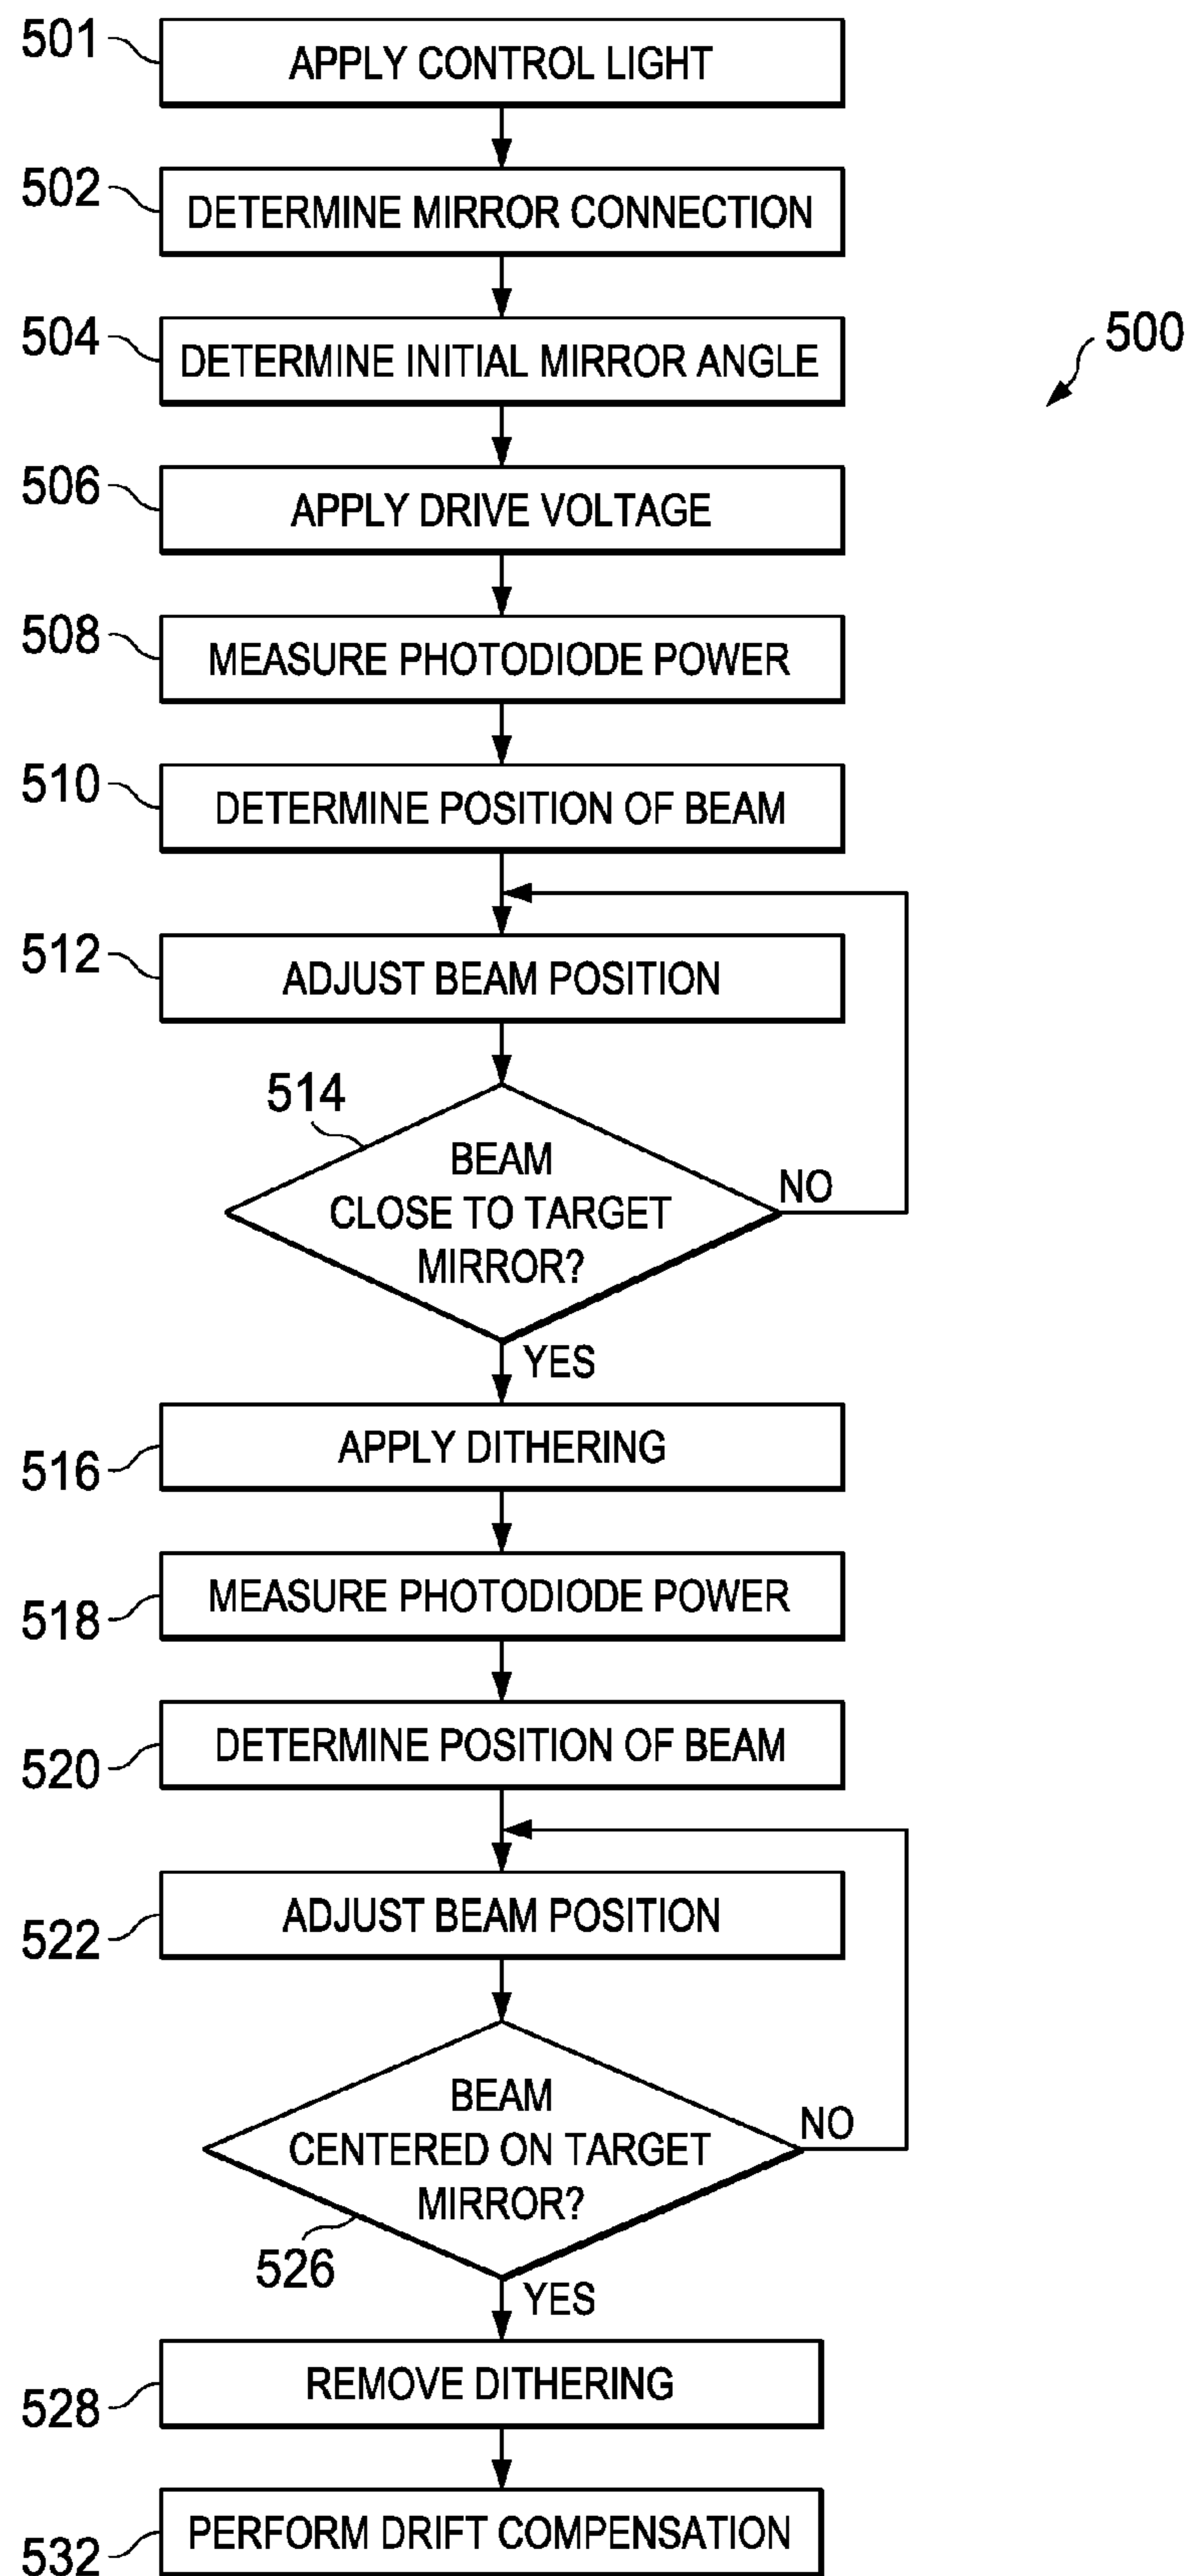 501
APPLY CONTROL LIGHT
502
DETERMINE MIRROR CONNECTION
504
DETERMINE INITIAL MIRROR ANGLE
500
506
APPLY DRIVE VOLTAGE
508
MEASURE PHOTODIODE POWER
510
DETERMINE POSITION OF BEAM
512
ADJUST BEAM POSITION
514
BEAM
CLOSE TO TARGET
MIRROR?
NO
YES
516
APPLY DITHERING
518
MEASURE PHOTODIODE POWER
520
DETERMINE POSITION OF BEAM
522
ADJUST BEAM POSITION
BEAM
CENTERED ON TARGET
MIRROR?
NO
526
YES
528
REMOVE DITHERING
532
PERFORM DRIFT COMPENSATION